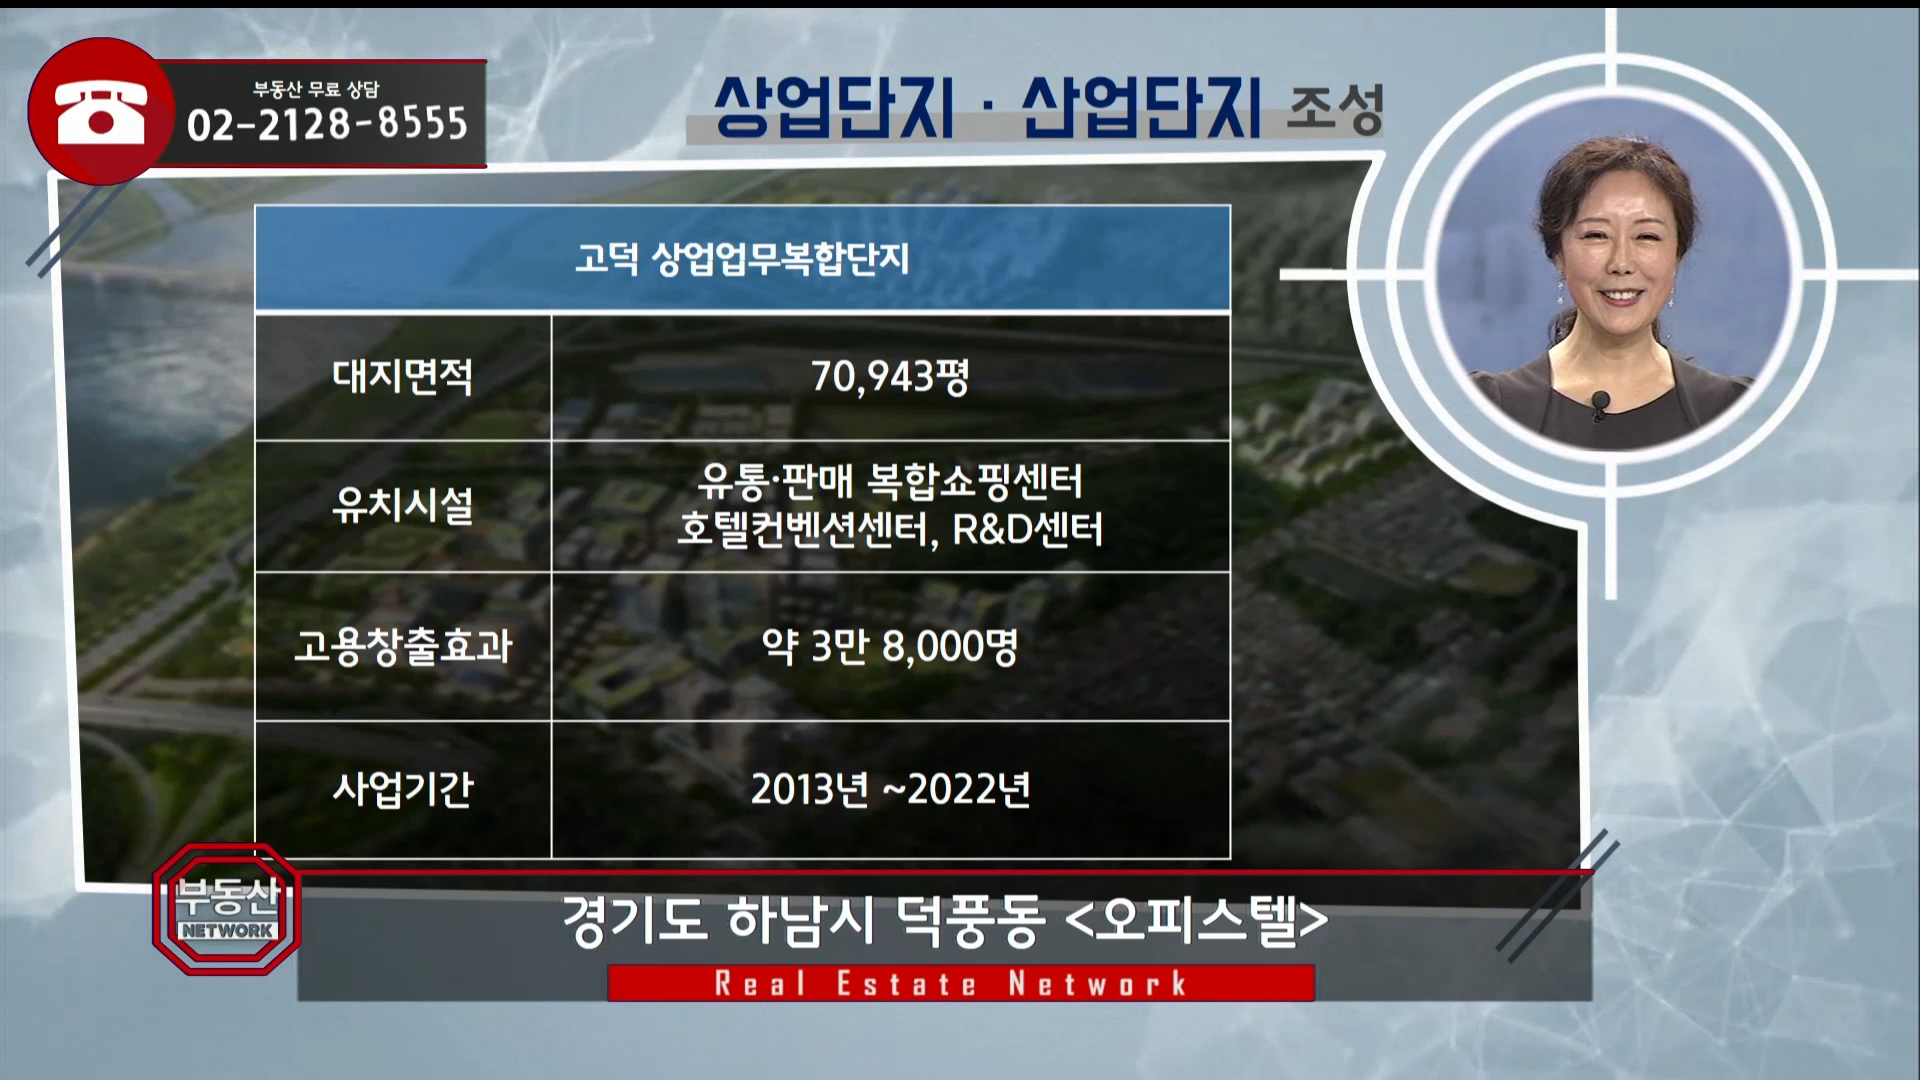 부동산 무료 상담
02-2128-8555
상업단지 · 산업단지 조성
고덕 상업업무복합단지
대지면적
70,943평
유치시설
유통·판매 복합쇼핑센터
호텔컨벤션센터, R&D센터
고용창출효과
약 3만 8,000명
사업기간
2013년 ~2022년
부동산
NETWORK
경기도 하남시 덕풍동 <오피스텔>
Real Estate Network